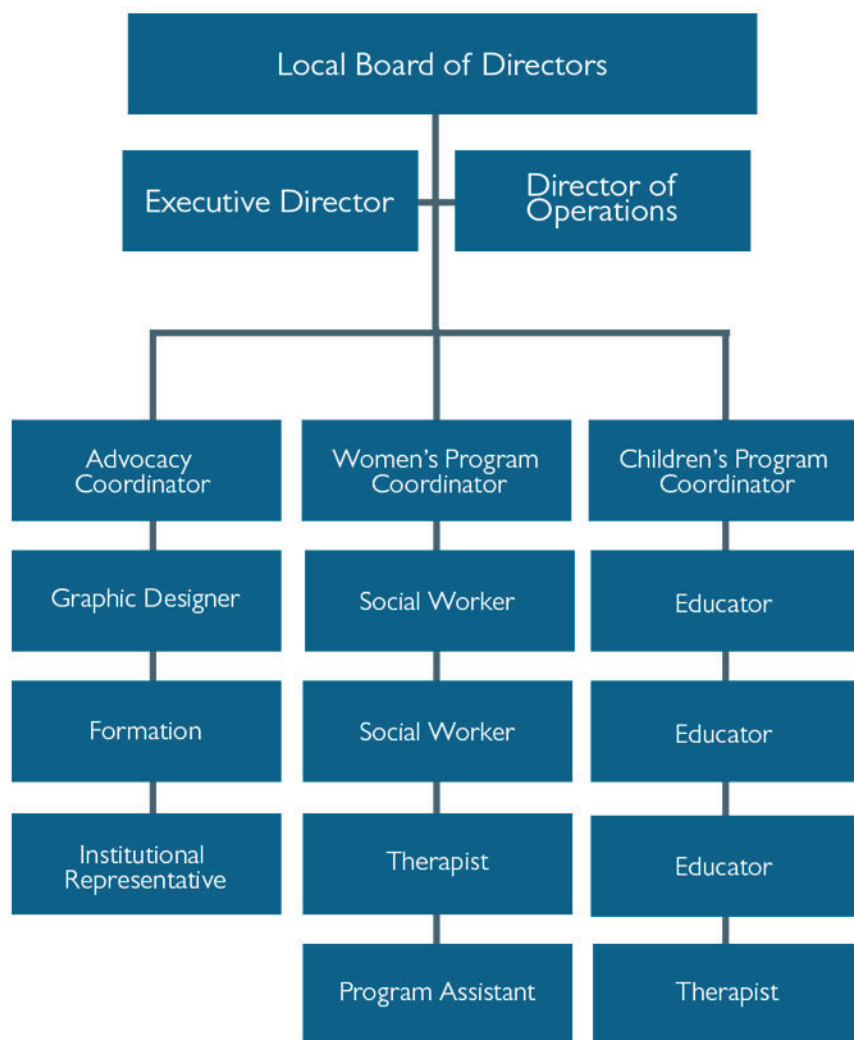 Local Board of Directors
Executive Director
Director of
Operations
Advocacy
Coordinator
Women's Program
Coordinator
Children's Program
Coordinator
Graphic Designer
Social Worker
Educator
Formation
Social Worker
Educator
Institutional
Representative
Therapist
Educator
Program Assistant
Therapist